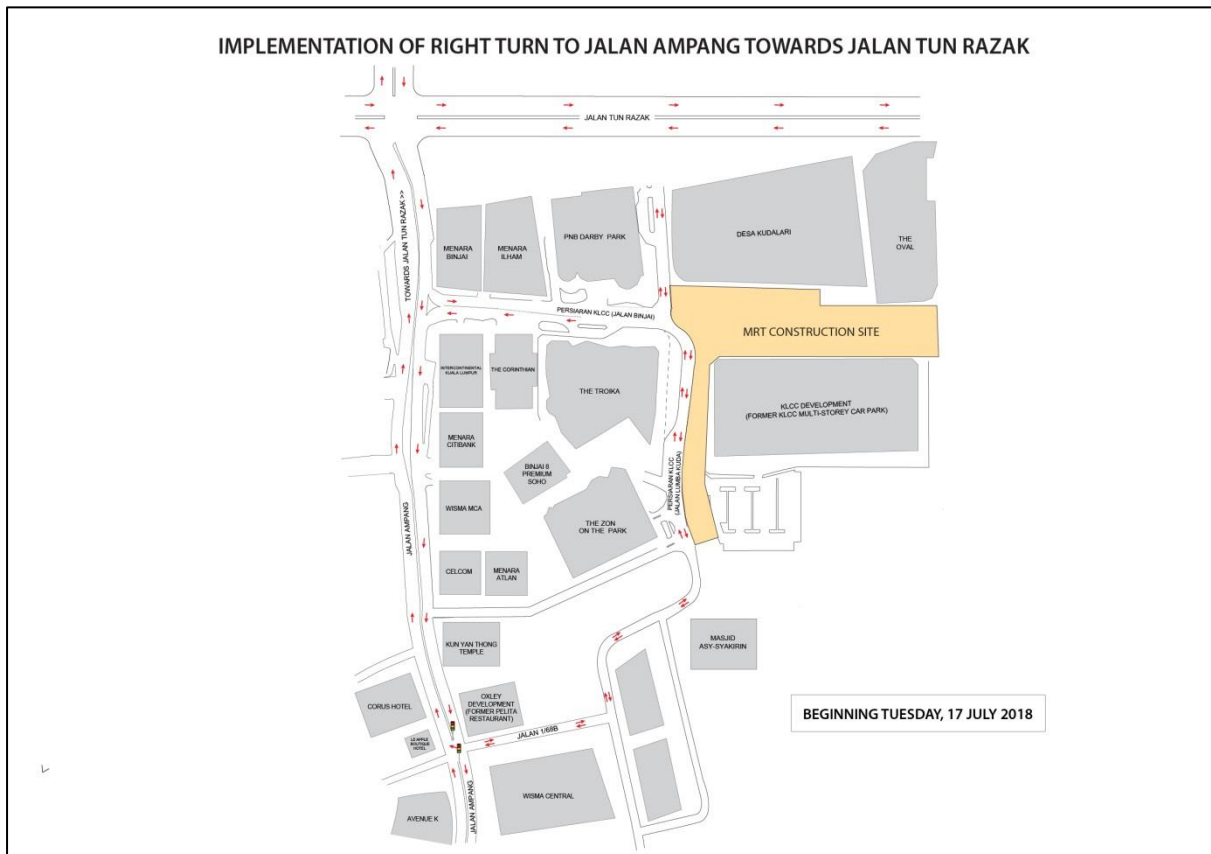 IMPLEMENTATION OF RIGHT TURN TO JALAN AMPANG TOWARDS JALAN TUN RAZAK
JALAN TUN RAZAK
TOWARDS JALAN TUN RAZAK >>
MENARA
BINJAI
MENARA
ILHAM
PNB DARBY PARK
DESA KUDALARI
THE
OVAL
PERSIARAN KLCC (JALAN BINJAI)
MRT CONSTRUCTION SITE
INTERCONTINENTAL
KUALA LUMPUR
THE CORINTHIAN
THE TROIKA
KLCC DEVELOPMENT
(FORMER KLCC MULTI-STOREY CAR PARK)
MENARA
CITIBANK
BINJAI 8
PREMIUM
SOHO
PERSIARAN KLCC
(JALAN LUMBA KUDA)
WISMA MCA
THE ZON
ON THE PARK
JALAN AMPANG
CELCOM
MENARA
ATLAN
KUN YAN THONG
TEMPLE
MASJID
ASY-SYAKIRIN
CORUS HOTEL
OXLEY
DEVELOPMENT
(FORMER PELITA
RESTAURANT)
LE APPLE
BOUTIQUE
HOTEL
JALAN 1/68B
BEGINNING TUESDAY, 17 JULY 2018
WISMA CENTRAL
AVENUE K
JALAN AMPANG